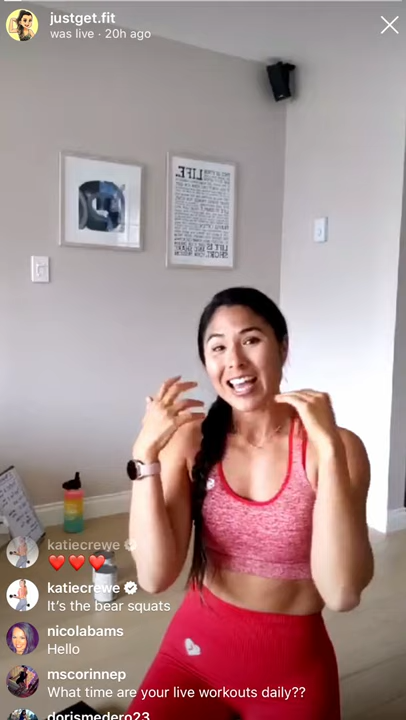 justget.fit
was live · 20h ago
LIFE.
katiecrewe
❤️❤️❤️
katiecrewe
It's the bear squats
nicolabams
Hello
mscorinnep
What time are your live workouts daily??
dorismedero23